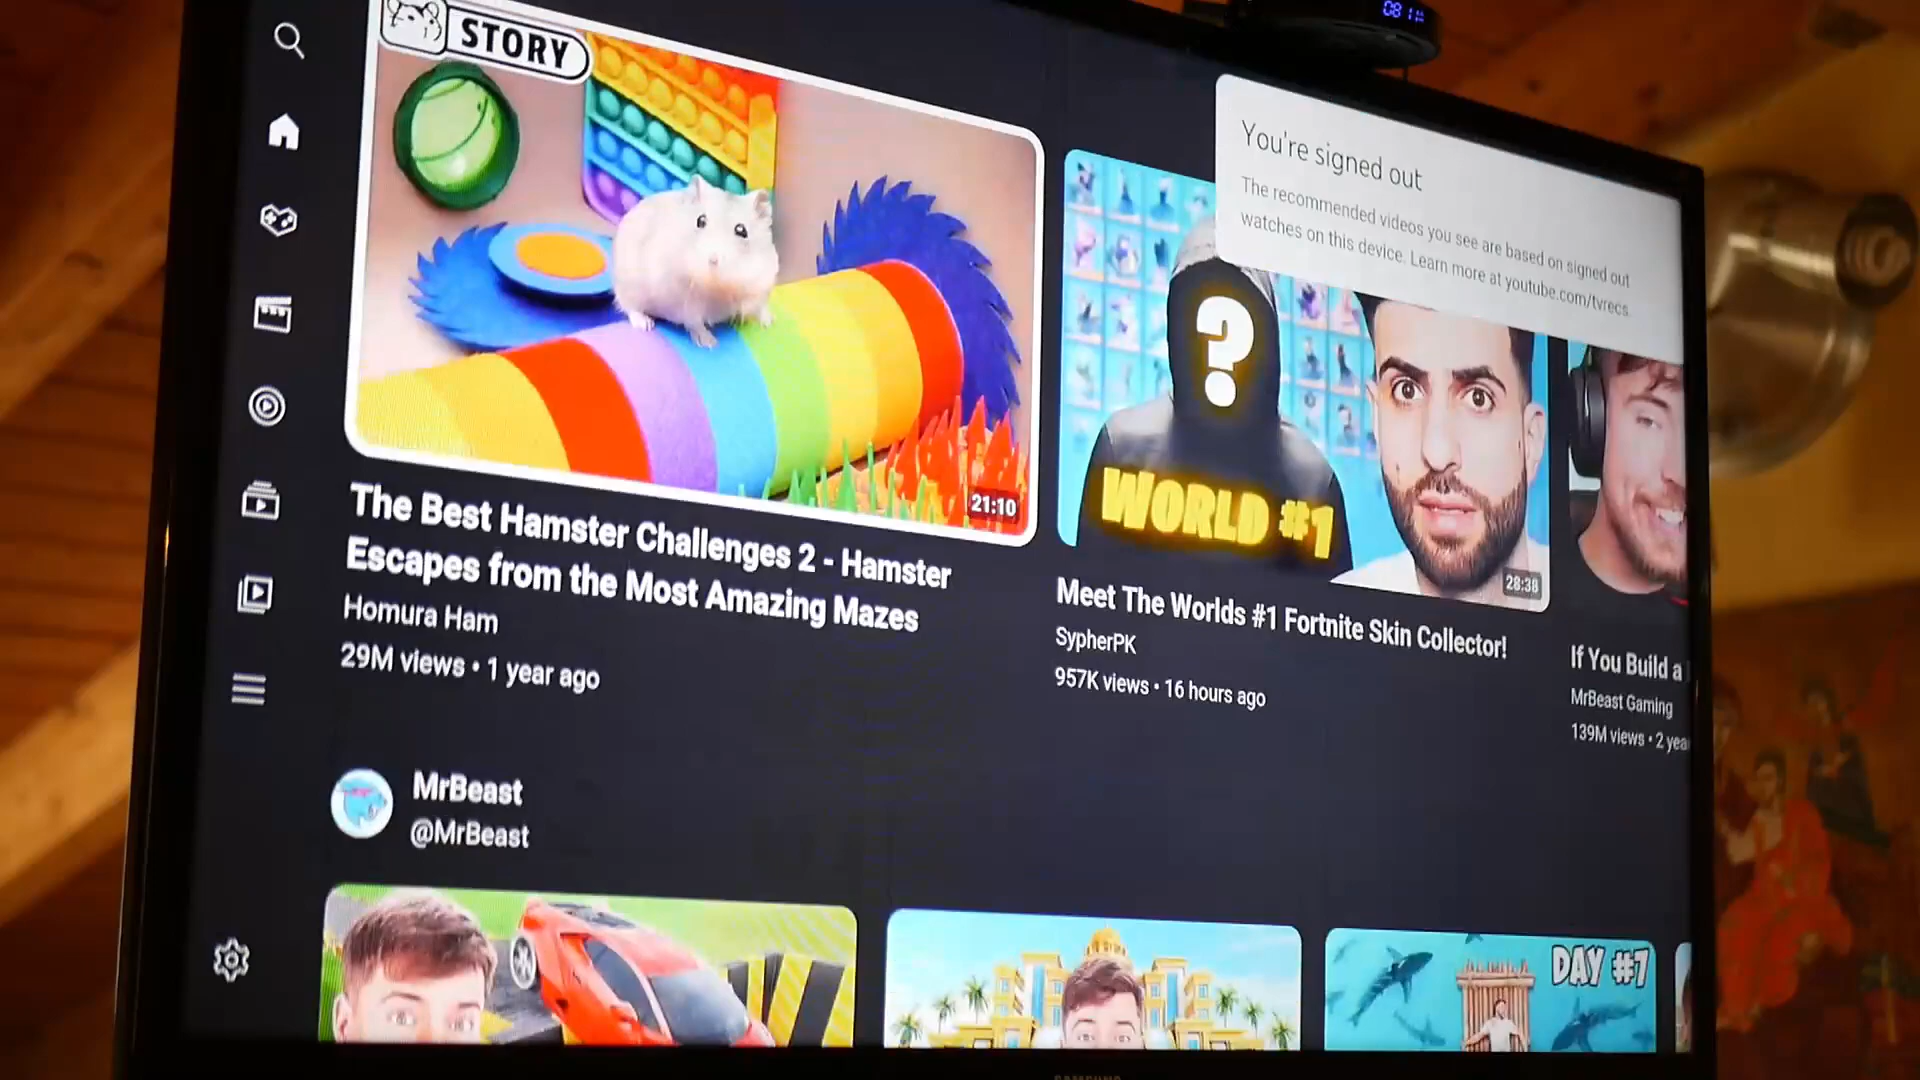 STORY
You're signed out
The recommended videos you see are based on signed out
watches on this device. Learn more at youtube.com/tvrecs
?
WORLD #1
21:10
28:38
The Best Hamster Challenges 2 - Hamster
Escapes from the Most Amazing Mazes
Homura Ham
29M views • 1 year ago
Meet The Worlds #1 Fortnite Skin Collector!
SypherPK
957K views • 16 hours ago
If You Build a
MrBeast Gaming
139M views • 2
MrBeast
@MrBeast
DAY #7
SAMSUNG